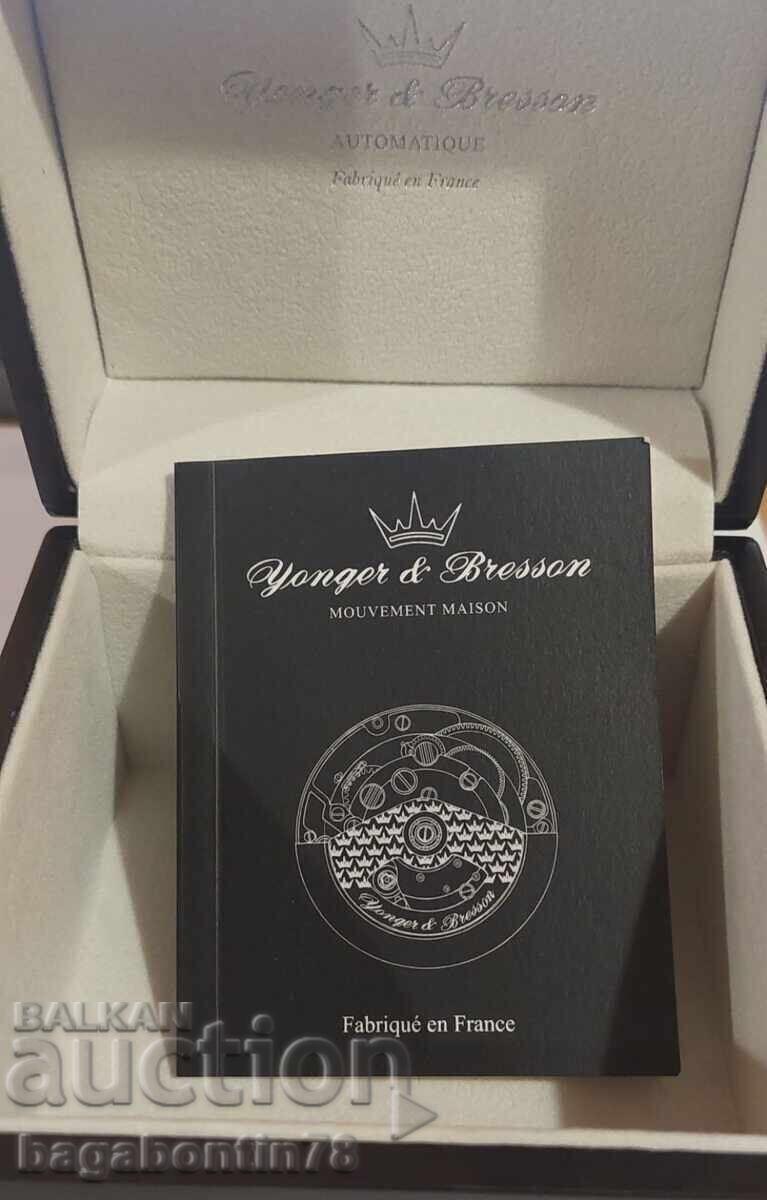 Yonger & Bresson
AUTOMATIQUE
Fabriqué en France
Yonger & Bresson
MOUVEMENT MAISON
Yonger & Bresson
Fabriqué en France
BALKAN
auction
bagabontin78